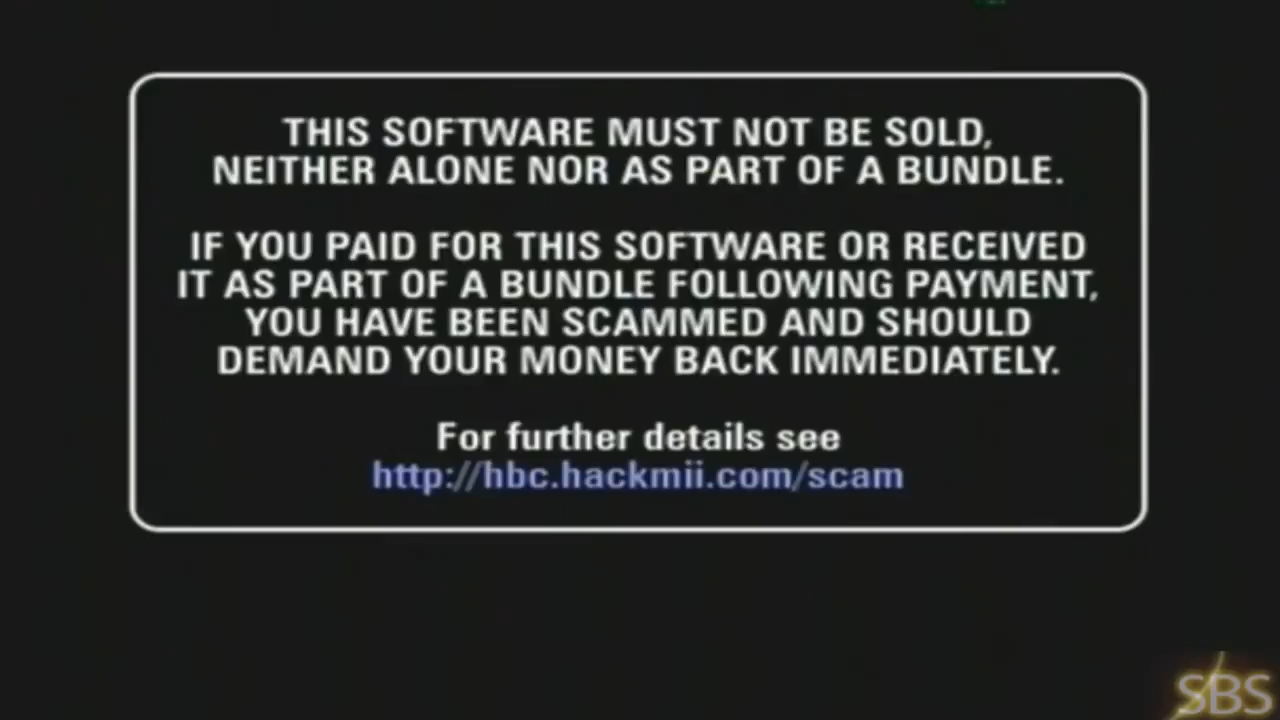 THIS SOFTWARE MUST NOT BE SOLD,
NEITHER ALONE NOR AS PART OF A BUNDLE.
IF YOU PAID FOR THIS SOFTWARE OR RECEIVED
IT AS PART OF A BUNDLE FOLLOWING PAYMENT,
YOU HAVE BEEN SCAMMED AND SHOULD
DEMAND YOUR MONEY BACK IMMEDIATELY.
For further details see
http://hbc.hackmii.com/scam
SBS